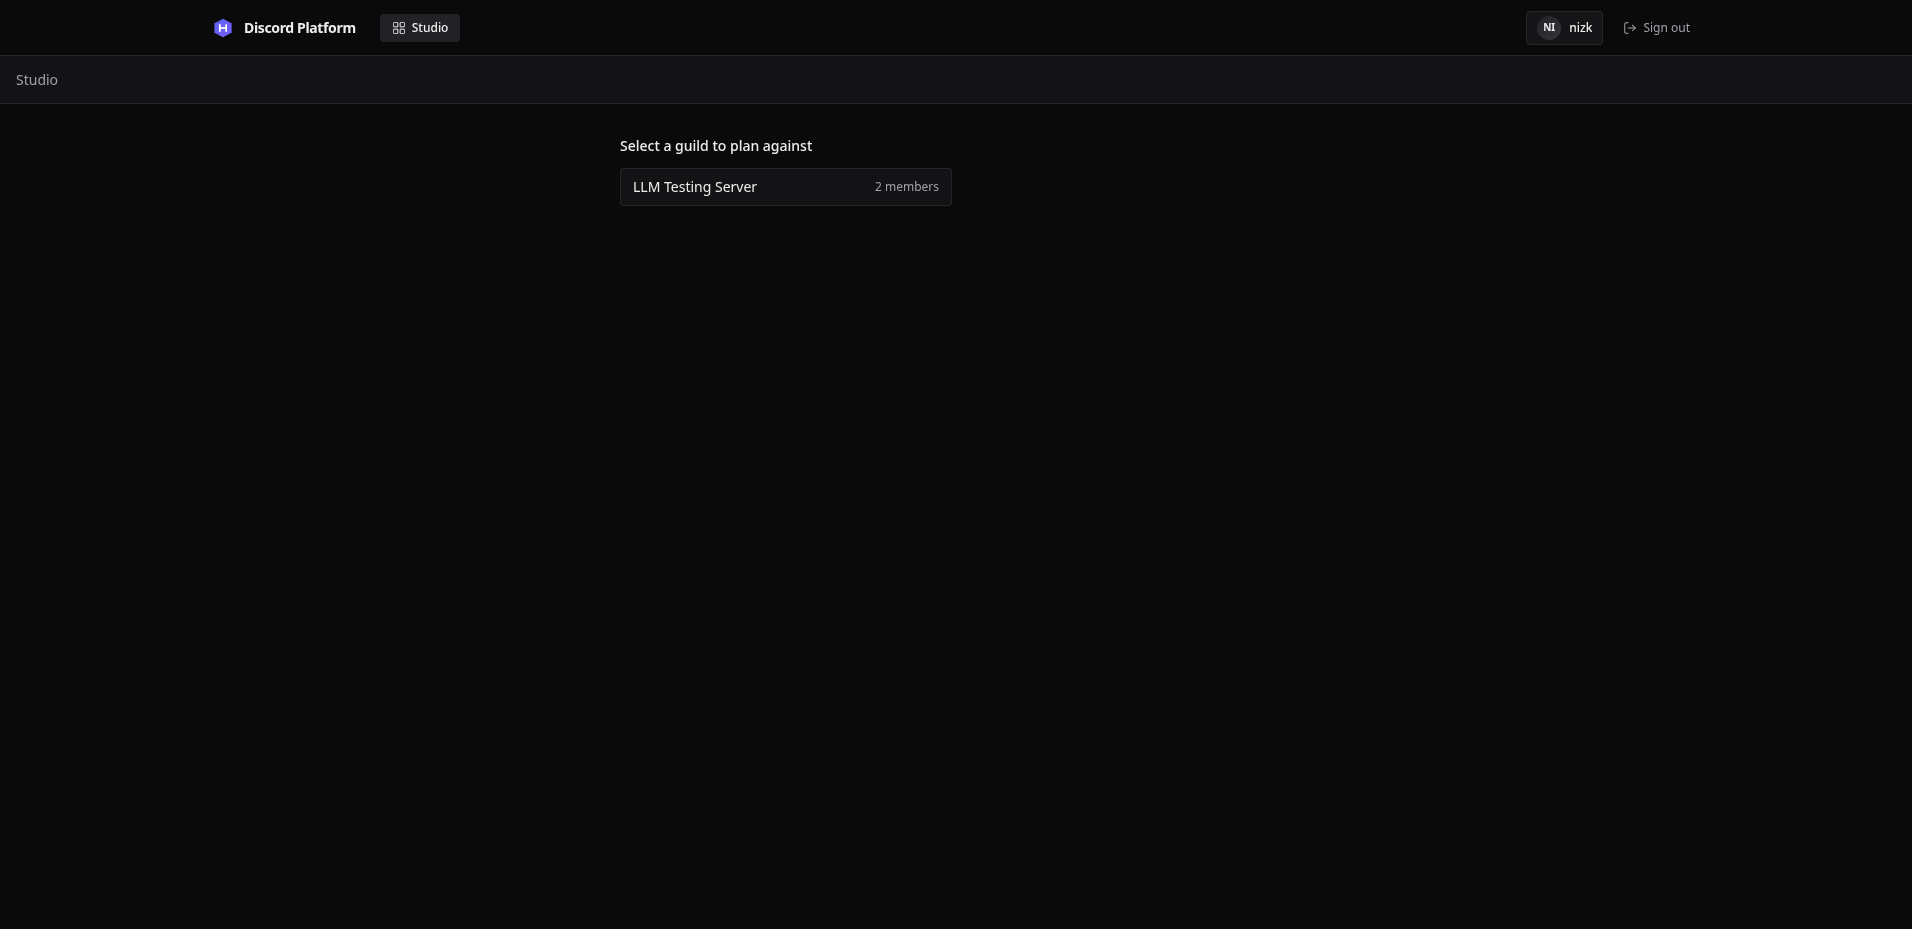 Discord Platform
Studio
NI
nizk
Sign out
Studio
Select a guild to plan against
LLM Testing Server
2 members